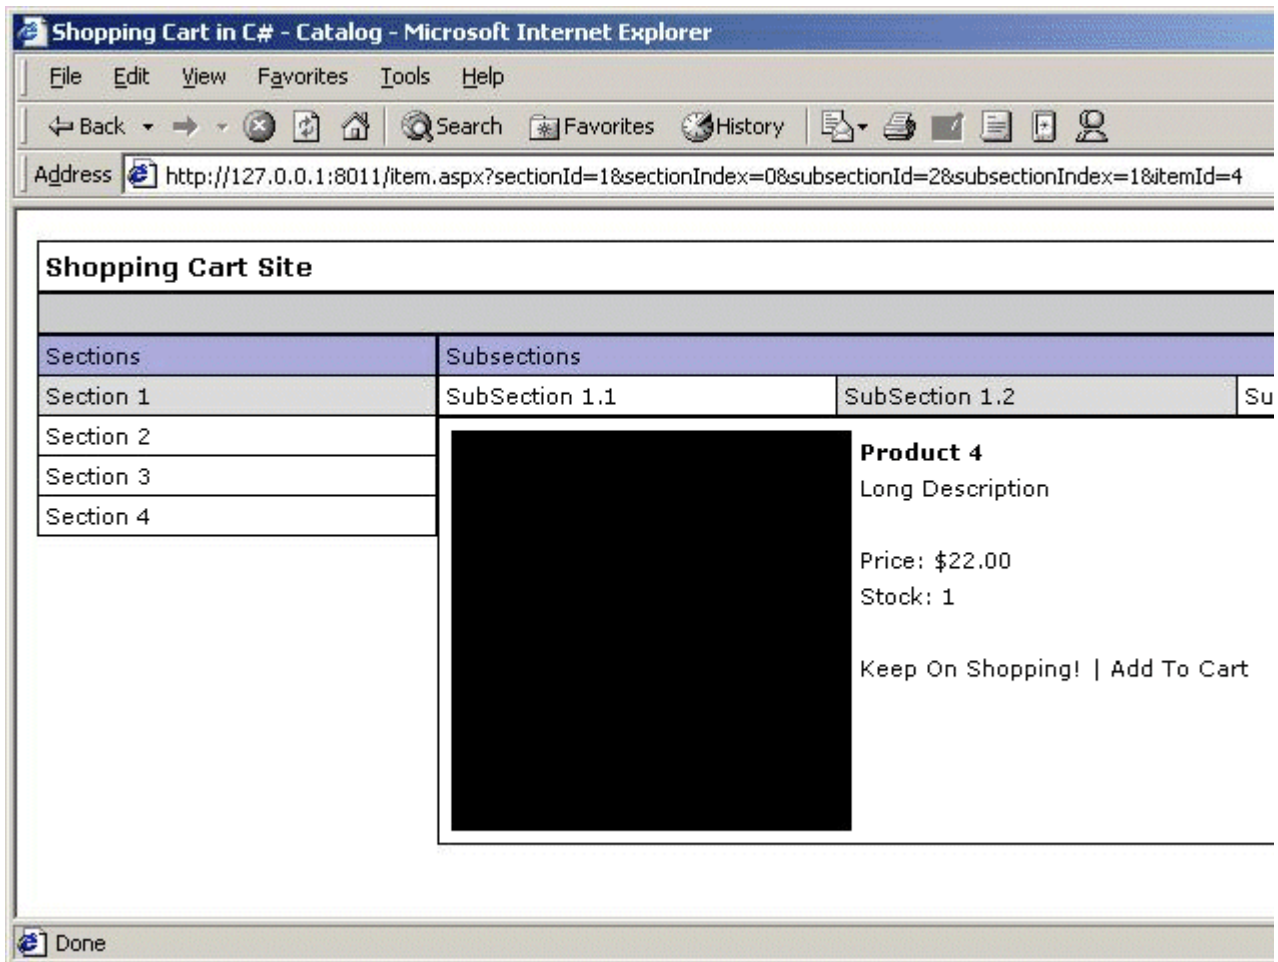 Shopping Cart in C# - Catalog - Microsoft Internet Explorer
File Edit View Favorites Tools Help
Back Search Favorites History
Address http://127.0.0.1:8011/item.aspx?sectionId=1&sectionIndex=0&subsectionId=2&subsectionIndex=1&itemId=4
Shopping Cart Site
Sections Subsections
Section 1 SubSection 1.1 SubSection 1.2 Su
Section 2
Section 3
Section 4
Product 4
Long Description
Price: $22.00
Stock: 1
Keep On Shopping! | Add To Cart
Done